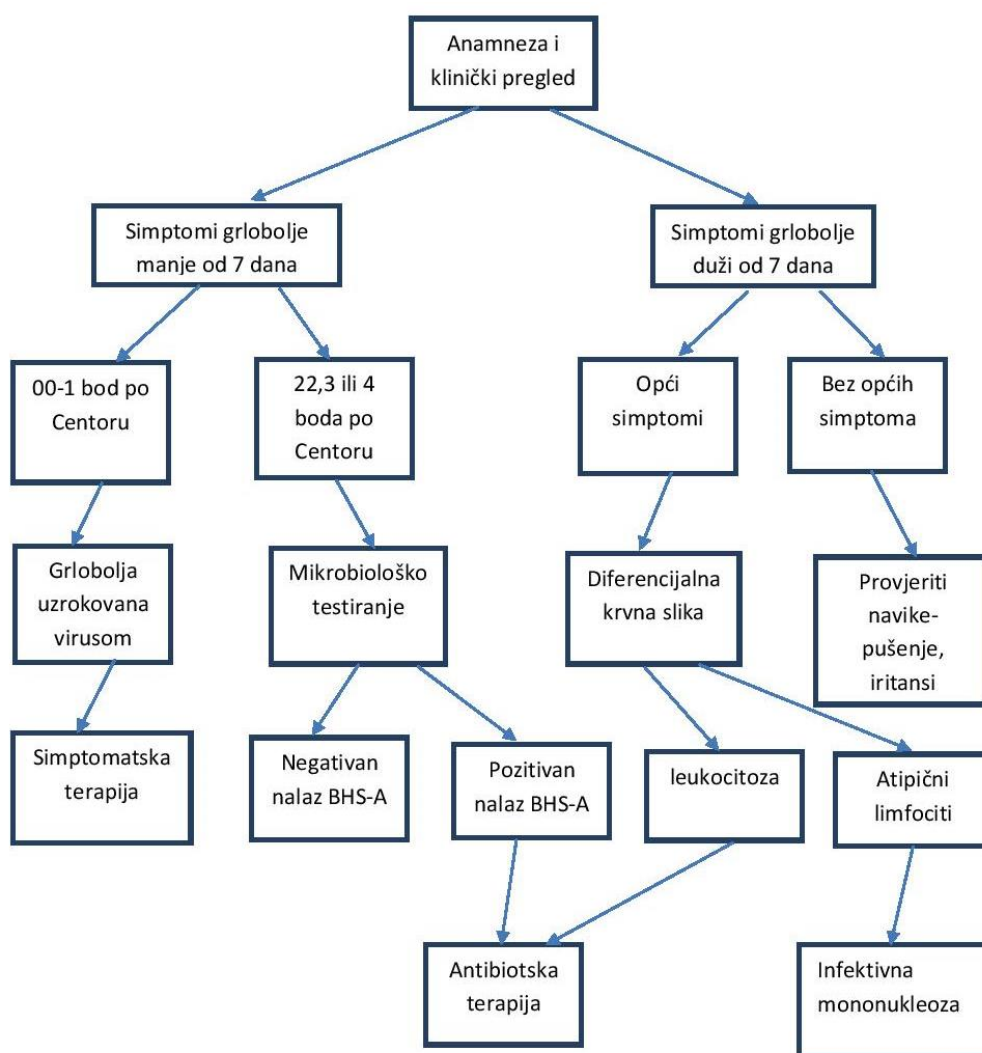 Anamneza i
klinički pregled
Simptomi grlobolje
manje od 7 dana
Simptomi grlobolje
duži od 7 dana
00-1 bod po
Centoru
22,3 ili 4
boda po
Centoru
Opći
simptomi
Bez općih
simptoma
Grlobolja
uzrokovana
virusom
Mikrobiološko
testiranje
Diferencijalna
krvna slika
Provjeriti
navike-
pušenje,
iritansi
Simptomatska
terapija
Negativan
nalaz BHS-A
Pozitivan
nalaz BHS-A
leukocitoza
Atipični
limfociti
Antibiotska
terapija
Infektivna
mononukleoza